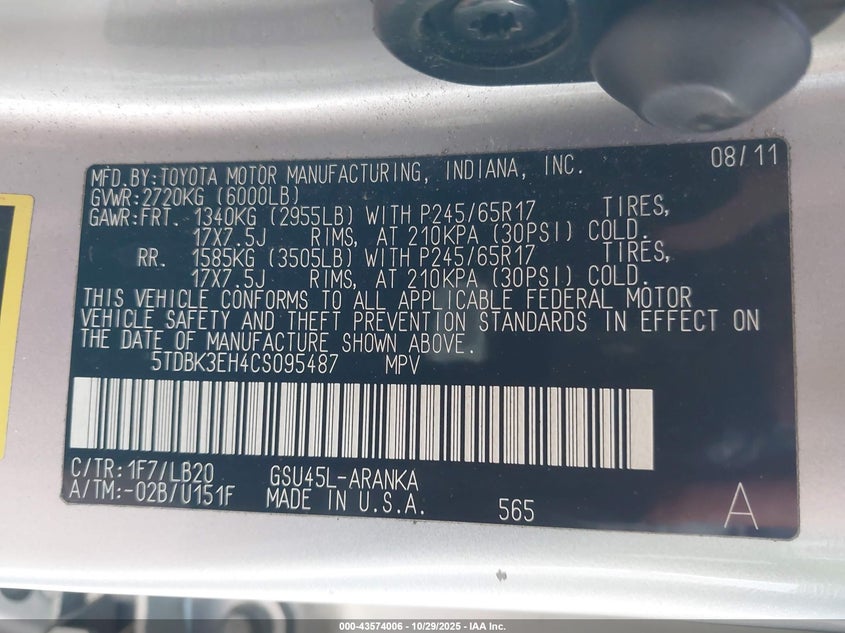 08/11
MFD.BY:TOYOTA MOTOR MANUFACTURING, INDIANA, INC.
GVWR:2720KG (6000LB)
GAWR:FRT. 1340KG (2955LB) WITH P245/65R17 TIRES,
17X7.5J RIMS, AT 210KPA (30PSI) COLD.
RR. 1585KG (3505LB) WITH P245/65R17 TIRES,
17X7.5J RIMS, AT 210KPA (30PSI) COLD.
THIS VEHICLE CONFORMS TO ALL APPLICABLE FEDERAL MOTOR
VEHICLE SAFETY AND THEFT PREVENTION STANDARDS IN EFFECT ON
THE DATE OF MANUFACTURE SHOWN ABOVE.
5TDBK3EH4CS095487 MPV
C/TR:1F7/LB20 GSU45L-ARANKA
A/TM:-02B/U151F MADE IN U.S.A. 565 A
000-43574006 | 10/29/2025 - IAA Inc.